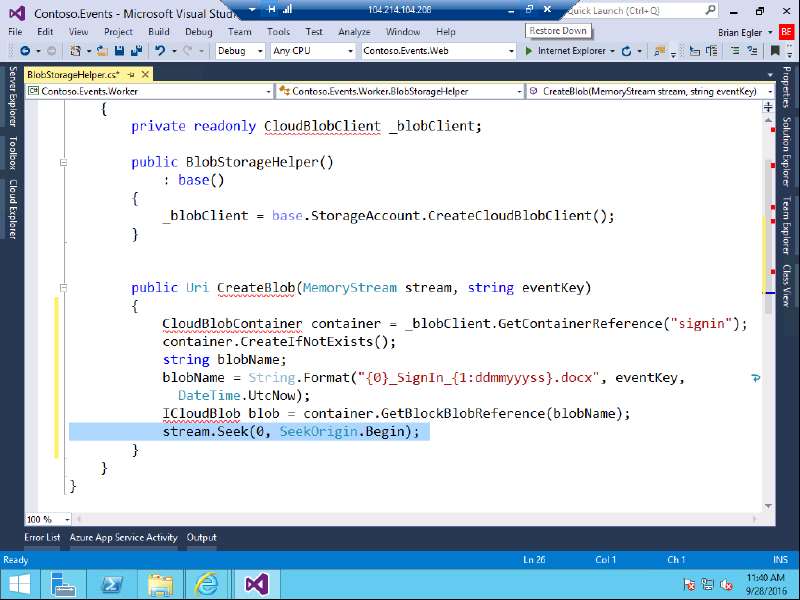 Contoso.Events - Microsoft Visual Stud
104.214.104.208
Quick Launch (Ctrl+Q)
File Edit View Project Build Debug Team Tools Test Analyze Window Help
Restore Down
Brian Egler BE
Debug Any CPU Contoso.Events.Web Internet Explorer
BlobStorageHelper.cs*
Contoso.Events.Worker Contoso.Events.Worker.BlobStorageHelper CreateBlob(MemoryStream stream, string eventKey)
Server Explorer
Toolbox
Cloud Explorer
{
private readonly CloudBlobClient _blobClient;
public BlobStorageHelper()
: base()
{
_blobClient = base.StorageAccount.CreateCloudBlobClient();
}
public Uri CreateBlob(MemoryStream stream, string eventKey)
{
CloudBlobContainer container = _blobClient.GetContainerReference("signin");
container.CreateIfNotExists();
string blobName;
blobName = String.Format("{0}_SignIn_{1:ddmmyyyss}.docx", eventKey,
DateTime.UtcNow);
ICloudBlob blob = container.GetBlockBlobReference(blobName);
stream.Seek(0, SeekOrigin.Begin);
}
}
}
Properties
Solution Explorer
Team Explorer
Class View
100 %
Error List Azure App Service Activity Output
Ready Ln 26 Col 1 Ch 1 INS
11:40 AM
9/28/2016